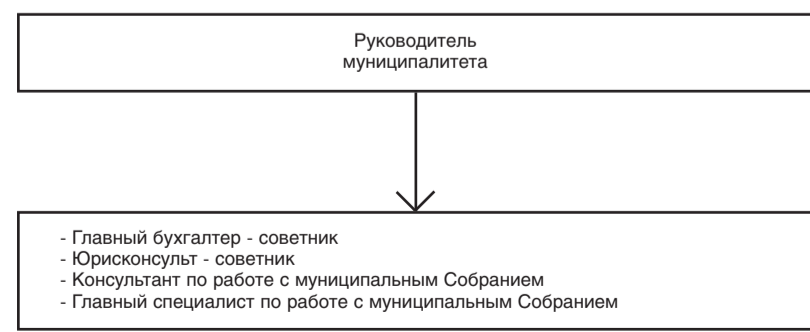 Руководитель
муниципалитета
- Главный бухгалтер - советник
- Юрисконсульт - советник
- Консультант по работе с муниципальным Собранием
- Главный специалист по работе с муниципальным Собранием